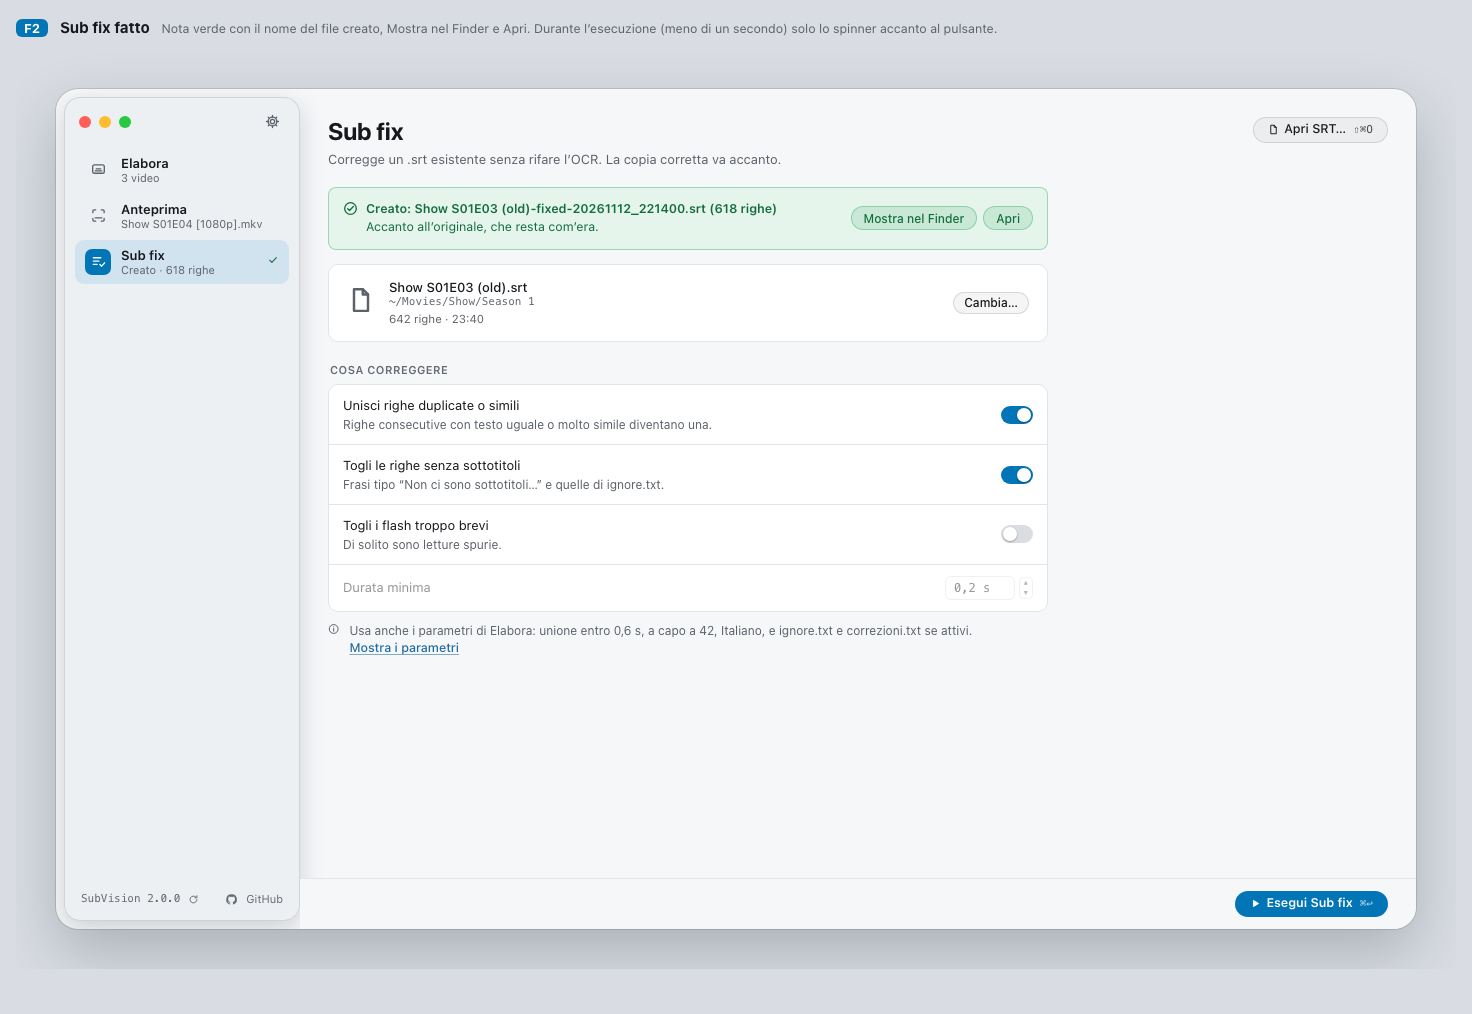 F2 Sub fix fatto Nota verde con il nome del file creato, Mostra nel Finder e Apri. Durante l’esecuzione (meno di un secondo) solo lo spinner accanto al pulsante.
Elabora
3 video
Anteprima
Show S01E04 [1080p].mkv
Sub fix
Creato · 618 righe
SubVision 2.0.0 GitHub
Sub fix
Corregge un .srt esistente senza rifare l’OCR. La copia corretta va accanto.
Apri SRT... ⇧⌘O
Creato: Show S01E03 (old)-fixed-20261112_221400.srt (618 righe)
Accanto all’originale, che resta com’era.
Mostra nel Finder Apri
Show S01E03 (old).srt
~/Movies/Show/Season 1
642 righe · 23:40
Cambia...
COSA CORREGGERE
Unisci righe duplicate o simili
Righe consecutive con testo uguale o molto simile diventano una.
Togli le righe senza sottotitoli
Frasi tipo “Non ci sono sottotitoli...” e quelle di ignore.txt.
Togli i flash troppo brevi
Di solito sono letture spurie.
Durata minima 0,2 s
Usa anche i parametri di Elabora: unione entro 0,6 s, a capo a 42, Italiano, e ignore.txt e correzioni.txt se attivi.
Mostra i parametri
Esegui Sub fix ⌘↩